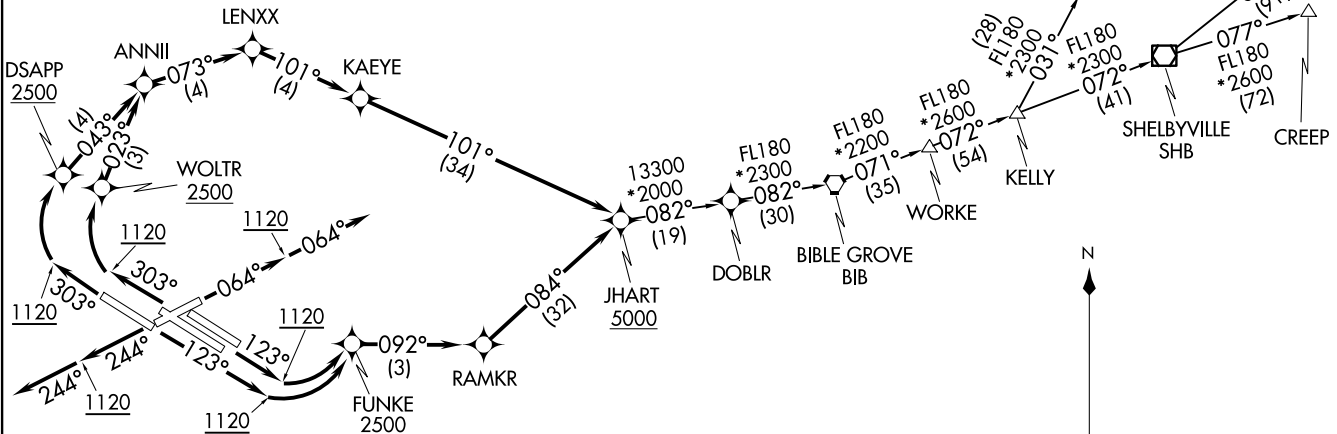 LENXX
ANNII
073°
(4)
101°
(4)
KAEYE
DSAPP
2500
043°
(4)
023°
(3)
WOLTR
2500
101°
(34)
1120
303°
1120
303°
1120
064°
064°
244°
244°
1120
123°
123°
1120
1120
FUNKE
2500
092°
(3)
RAMKR
084°
(32)
JHART
5000
13300
*2000
082°
(19)
DOBLR
FL180
*2300
082°
(30)
BIBLE GROVE
BIB
FL180
*2200
071°
(35)
WORKE
FL180
*2600
072°
(54)
KELLY
(28)
FL180
*2300
031°
FL180
*2300
072°
(41)
SHELBYVILLE
SHB
077°
FL180
*2600
(72)
CREEP
N